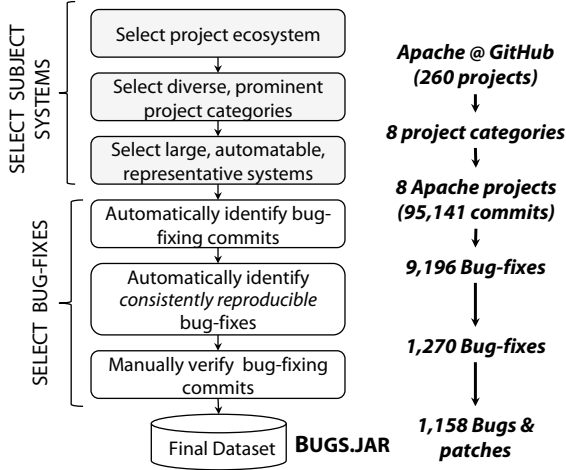 SELECT SUBJECT
SYSTEMS
Select project ecosystem
Select diverse, prominent
project categories
Select large, automatable,
representative systems
SELECT BUG-FIXES
Automatically identify bug-
fixing commits
Automatically identify
consistently reproducible
bug-fixes
Manually verify bug-fixing
commits
Final Dataset
BUGS.JAR
Apache @ GitHub
(260 projects)
8 project categories
8 Apache projects
(95,141 commits)
9,196 Bug-fixes
1,270 Bug-fixes
1,158 Bugs &
patches